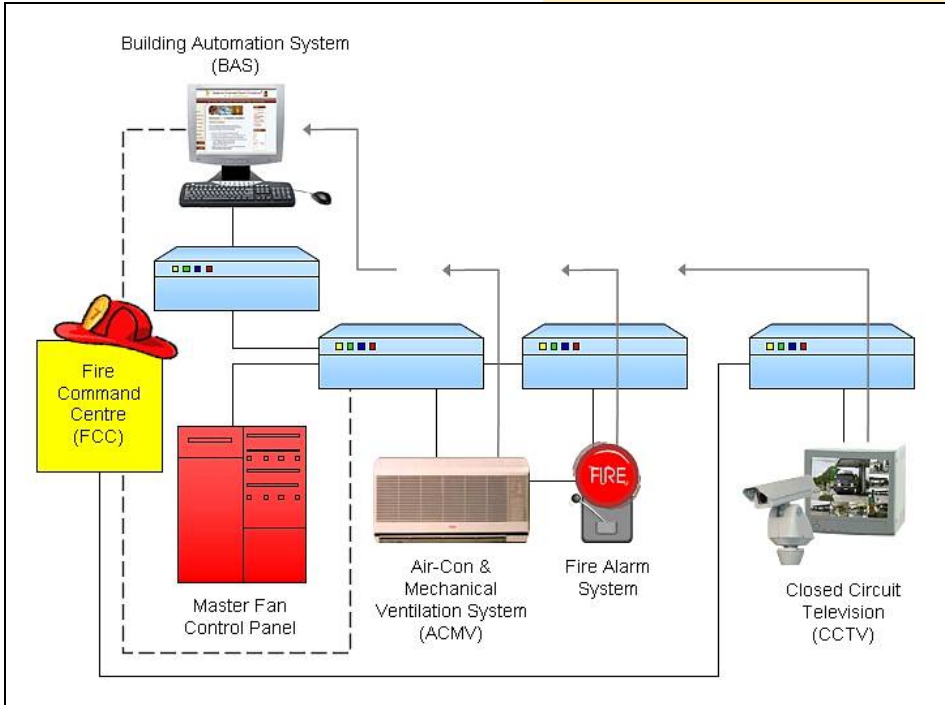 Building Automation System
(BAS)
Fire
Command
Centre
(FCC)
FIRE
Master Fan
Control Panel
Air-Con &
Mechanical
Ventilation System
(ACMV)
Fire Alarm
System
Closed Circuit
Television
(CCTV)